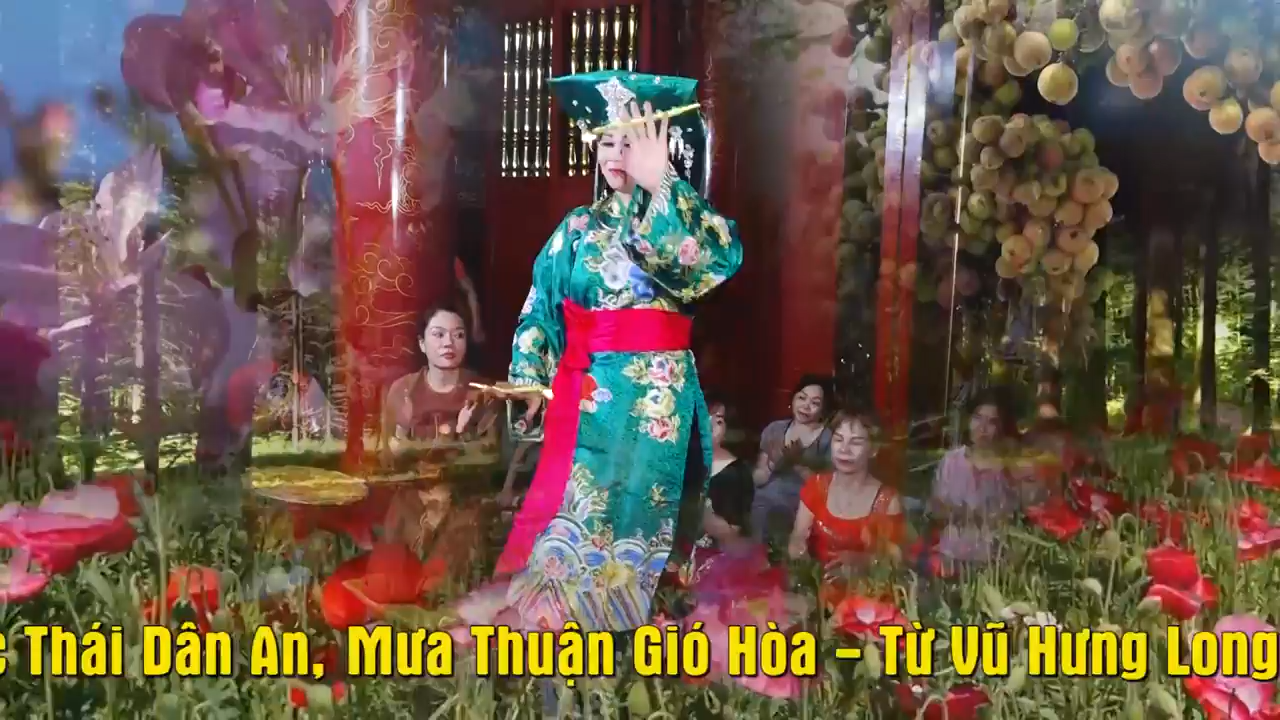 Thái Dân An, Mưa Thuận Gió Hòa – Từ Vũ Hưng Long